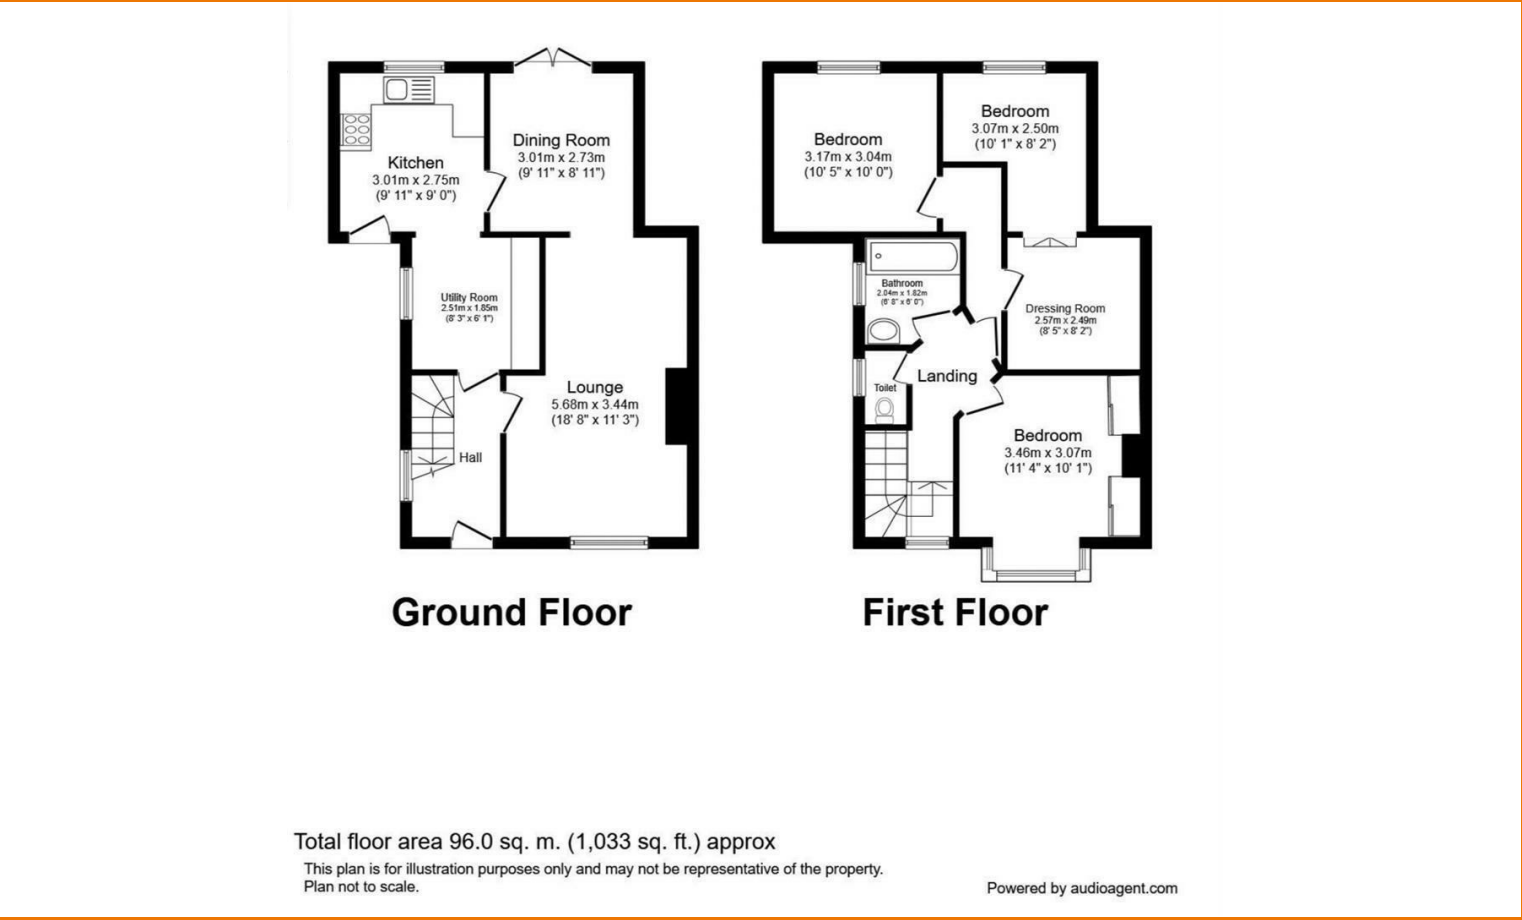 Kitchen
3.01m x 2.75m
(9' 11" x 9' 0")
Dining Room
3.01m x 2.73m
(9' 11" x 8' 11")
Utility Room
2.51m x 1.85m
(8' 3" x 6' 1")
Lounge
5.68m x 3.44m
(18' 8" x 11' 3")
Hall
Ground Floor
Bedroom
3.17m x 3.04m
(10' 5" x 10' 0")
Bedroom
3.07m x 2.50m
(10' 1" x 8' 2")
Bathroom
2.04m x 1.82m
(6' 8" x 6' 0")
Dressing Room
2.57m x 2.49m
(8' 5" x 8' 2")
Toilet
Landing
Bedroom
3.46m x 3.07m
(11' 4" x 10' 1")
First Floor
Total floor area 96.0 sq. m. (1,033 sq. ft.) approx
This plan is for illustration purposes only and may not be representative of the property.
Plan not to scale.
Powered by audioagent.com